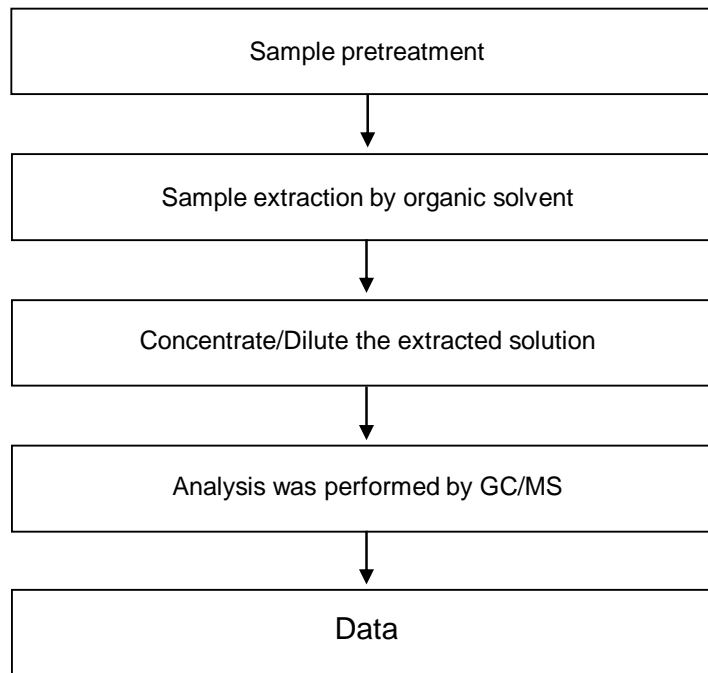 Sample pretreatment
Sample extraction by organic solvent
Concentrate/Dilute the extracted solution
Analysis was performed by GC/MS
Data